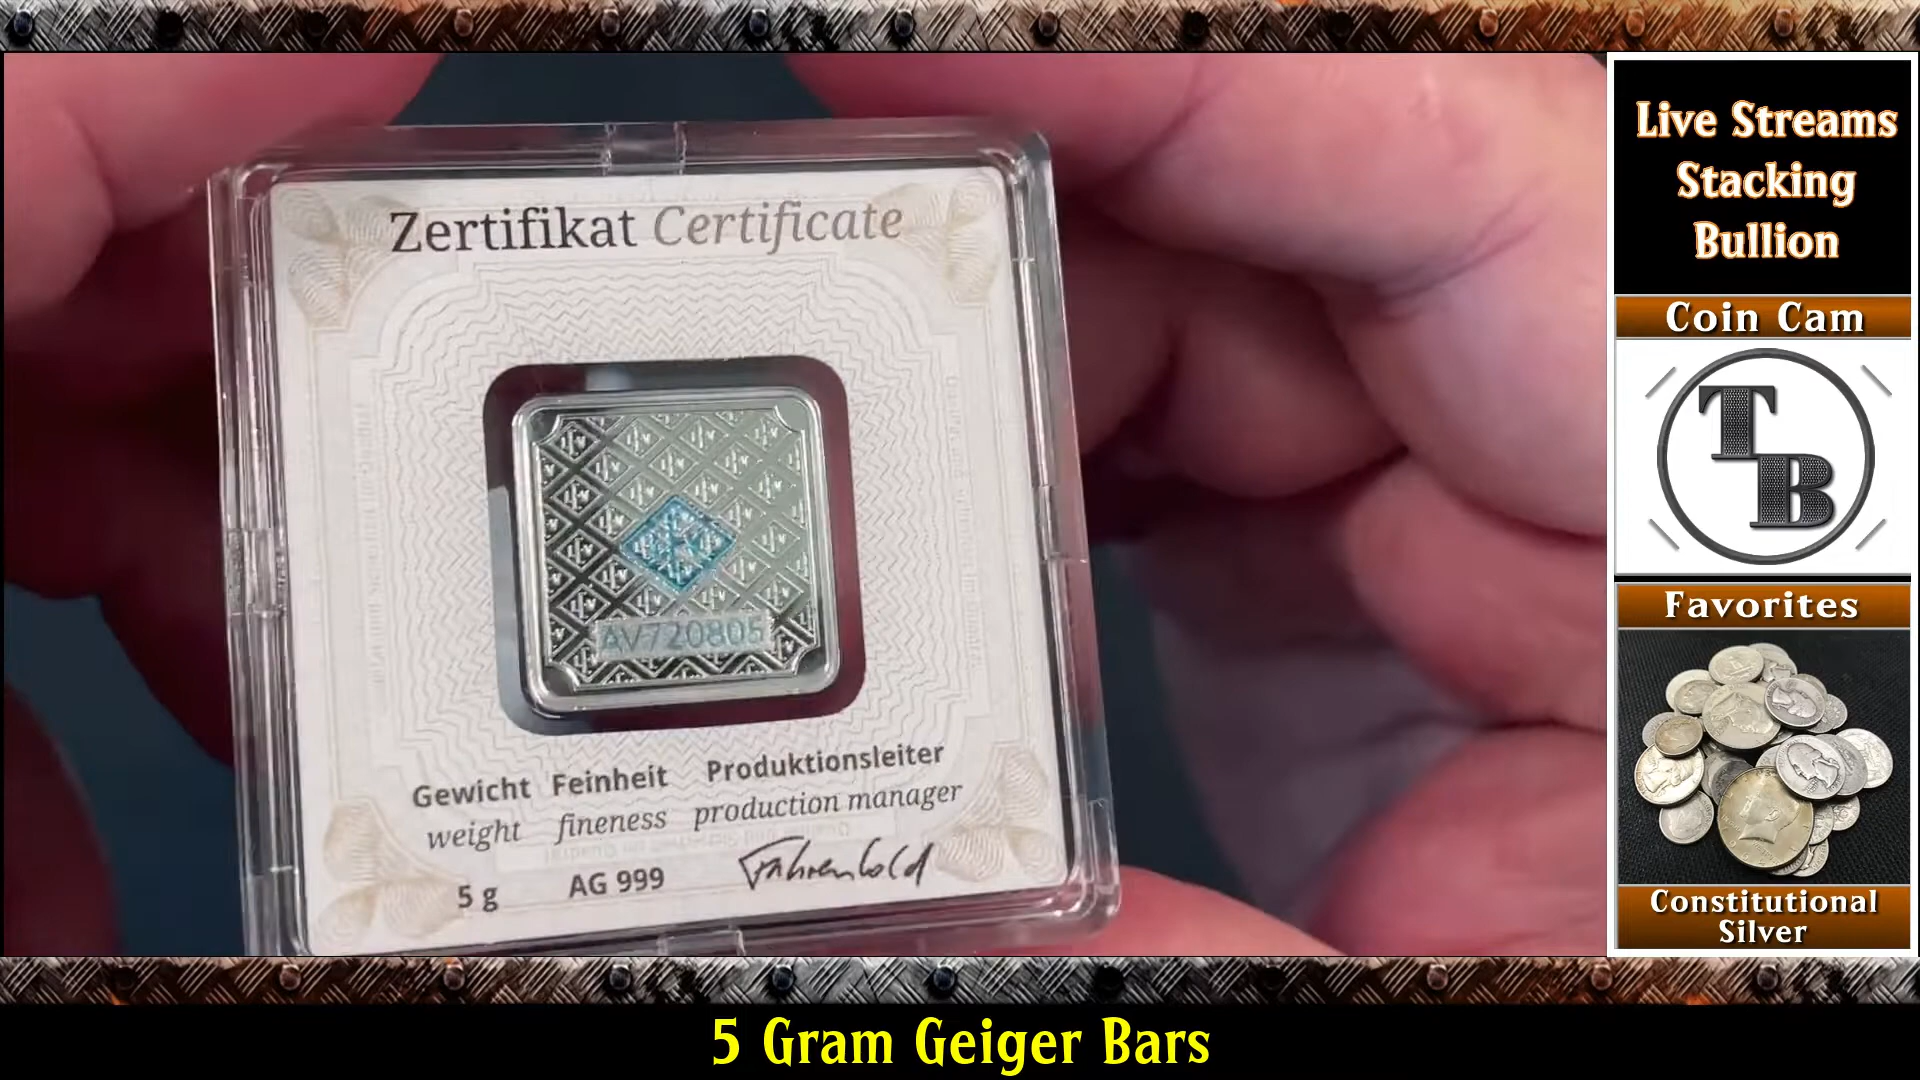 Zertifikat Certificate
AV720805
Gewicht Feinheit Produktionsleiter
weight fineness production manager
5 g AG 999 Fahrenhold
Live Streams
Stacking
Bullion
Coin Cam
TB
Favorites
Constitutional
Silver
5 Gram Geiger Bars